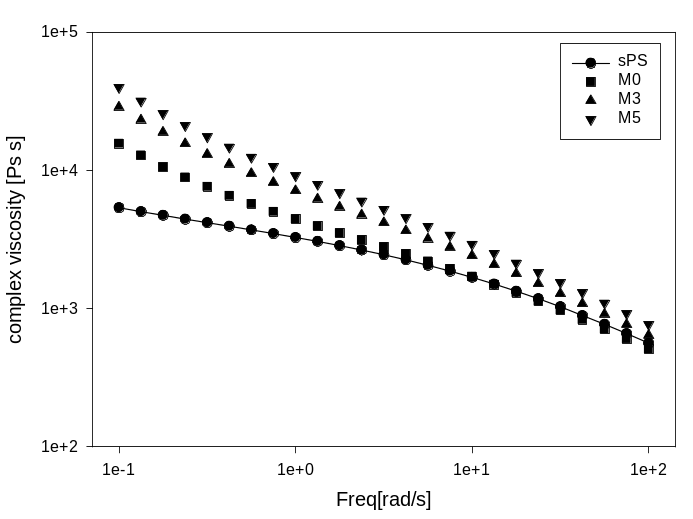 1e+5
1e+4
1e+3
1e+2
complex viscosity [Ps s]
1e-1
1e+0
1e+1
1e+2
Freq[rad/s]
sPS
M0
M3
M5